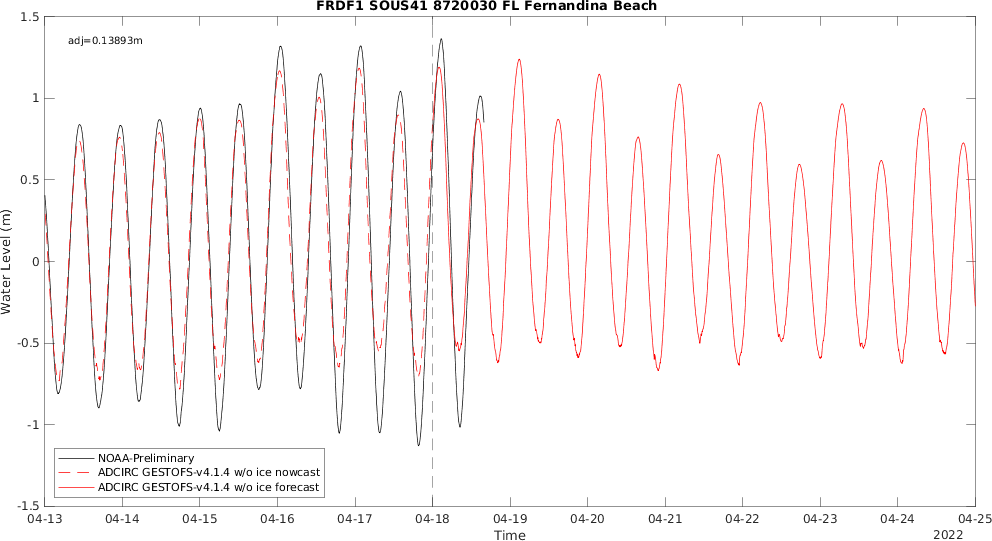 FRDF1 SOUS41 8720030 FL Fernandina Beach
adj=0.13893m
1.5
1
0.5
0
-0.5
-1
-1.5
Water Level (m)
NOAA-Preliminary
ADCIRC GESTOFS-v4.1.4 w/o ice nowcast
ADCIRC GESTOFS-v4.1.4 w/o ice forecast
04-13 04-14 04-15 04-16 04-17 04-18 04-19 04-20 04-21 04-22 04-23 04-24 04-25
Time
2022